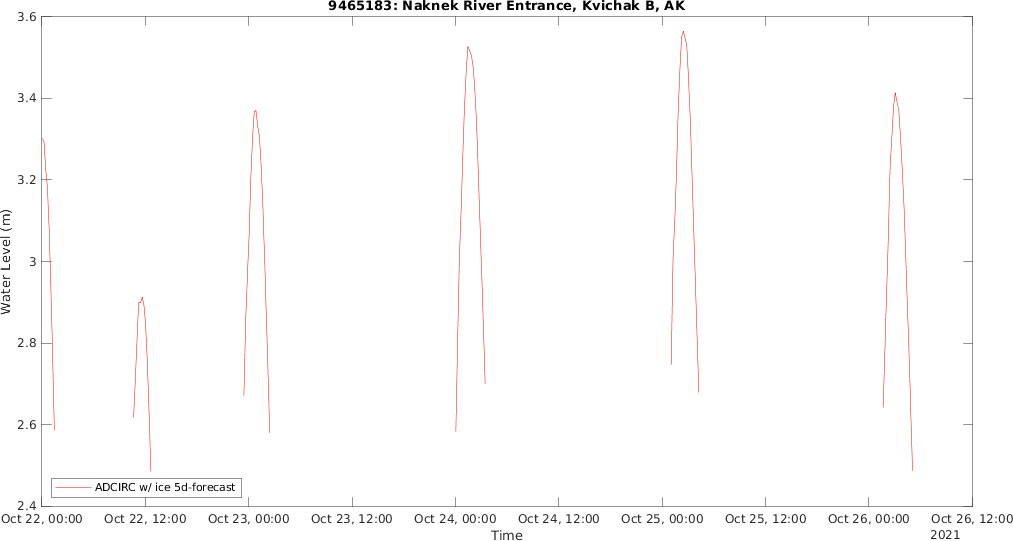 9465183: Naknek River Entrance, Kvichak B, AK
3.6
3.4
3.2
3
2.8
2.6
2.4
Water Level (m)
ADCIRC w/ ice 5d-forecast
Oct 22, 00:00
Oct 22, 12:00
Oct 23, 00:00
Oct 23, 12:00
Oct 24, 00:00
Oct 24, 12:00
Oct 25, 00:00
Oct 25, 12:00
Oct 26, 00:00
Oct 26, 12:00
Time
2021